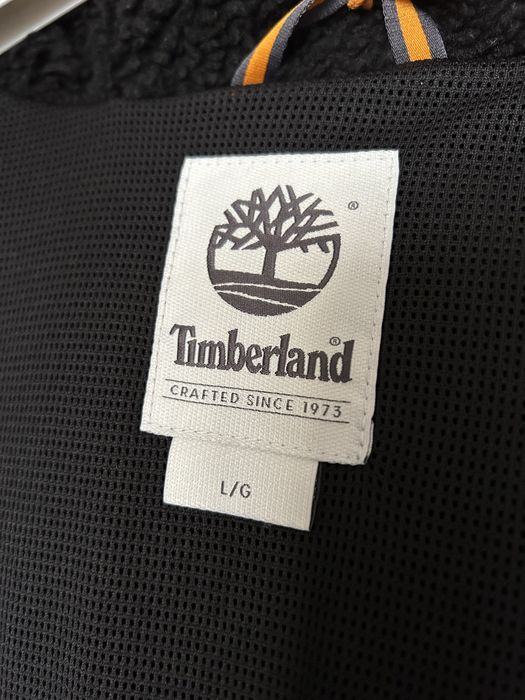 ®
Timberland®
CRAFTED SINCE 1973
L/G